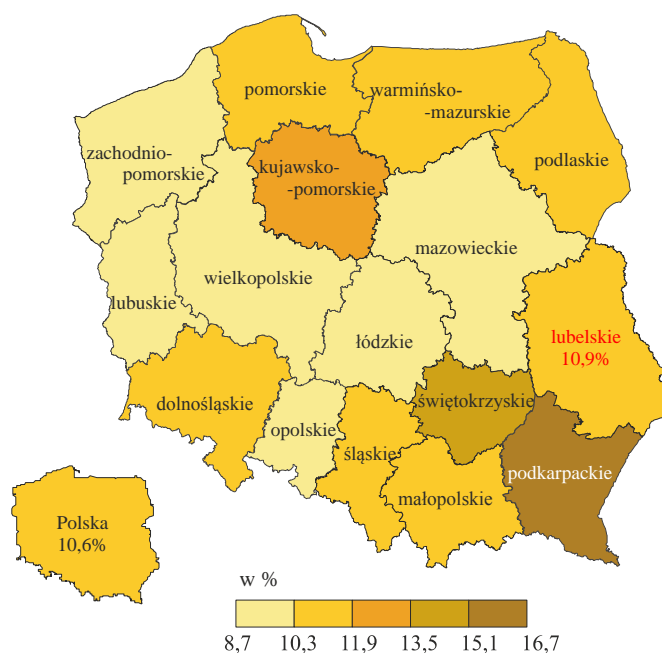 pomorskie
warmińsko-
-mazurskie
zachodnio-
pomorskie
kujawsko-
-pomorskie
podlaskie
mazowieckie
wielkopolskie
lubuskie
łódzkie
lubelskie
10,9%
dolnośląskie
świętokrzyskie
opolskie
śląskie
podkarpackie
małopolskie
Polska
10,6%
w %
8,7 10,3 11,9 13,5 15,1 16,7